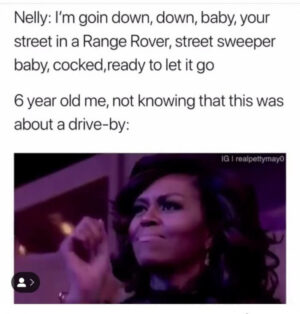 Nelly: I'm goin down, down, baby, your
street in a Range Rover, street sweeper
baby, cocked,ready to let it go
6 year old me, not knowing that this was
about a drive-by:
IG I realpettymayo